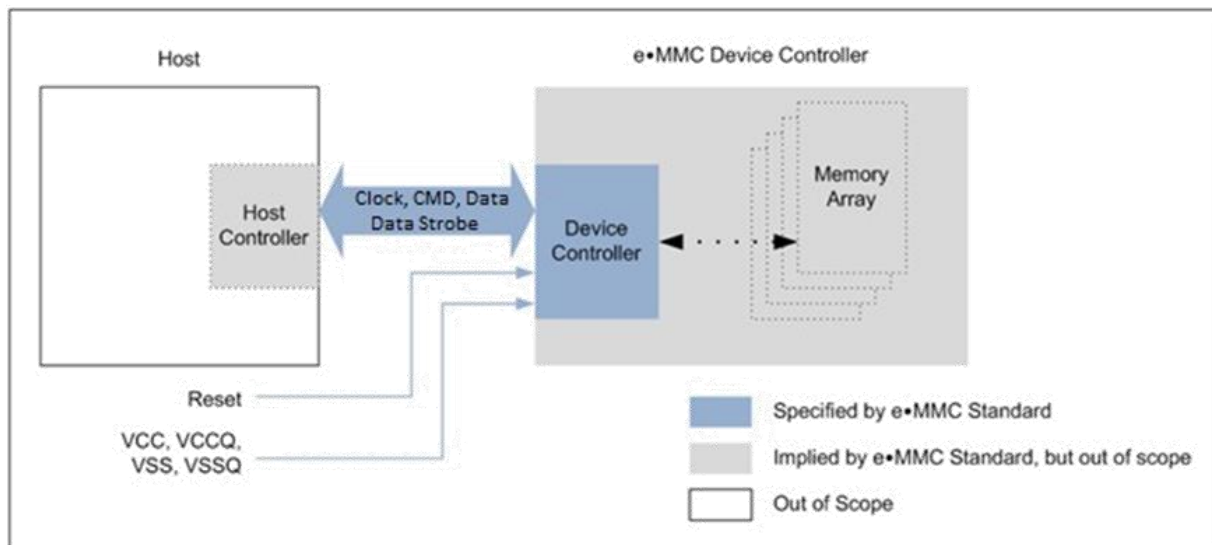 Host
e•MMC Device Controller
Host
Controller
Clock, CMD, Data
Data Strobe
Device
Controller
Memory
Array
Reset
VCC, VCCQ,
VSS, VSSQ
Specified by e•MMC Standard
Implied by e•MMC Standard, but out of scope
Out of Scope